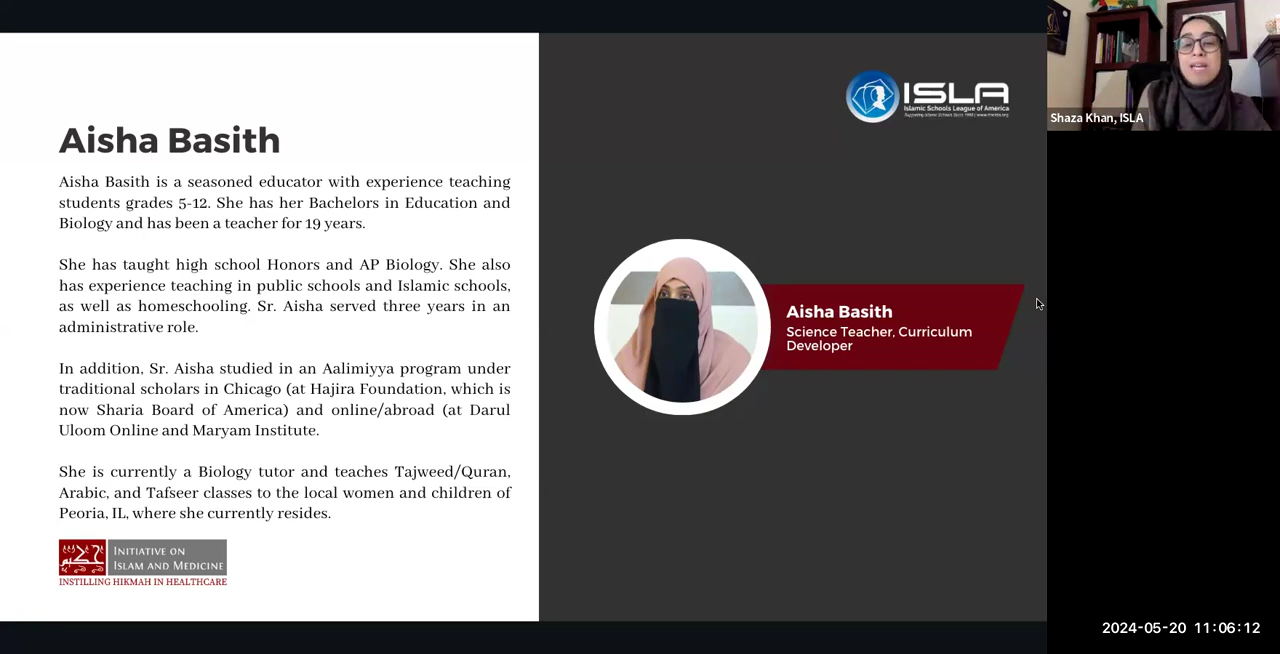 Aisha Basith
Aisha Basith is a seasoned educator with experience teaching
students grades 5-12. She has her Bachelors in Education and
Biology and has been a teacher for 19 years.
She has taught high school Honors and AP Biology. She also
has experience teaching in public schools and Islamic schools,
as well as homeschooling. Sr. Aisha served three years in an
administrative role.
In addition, Sr. Aisha studied in an Aalimiyya program under
traditional scholars in Chicago (at Hajira Foundation, which is
now Sharia Board of America) and online/abroad (at Darul
Uloom Online and Maryam Institute.
She is currently a Biology tutor and teaches Tajweed/Quran,
Arabic, and Tafseer classes to the local women and children of
Peoria, IL, where she currently resides.
INITIATIVE ON
ISLAM AND MEDICINE
INSTILLING HIKMAH IN HEALTHCARE
ISLA
Islamic Schools League of America
Aisha Basith
Science Teacher, Curriculum
Developer
Shaza Khan, ISLA
2024-05-20 11:06:12